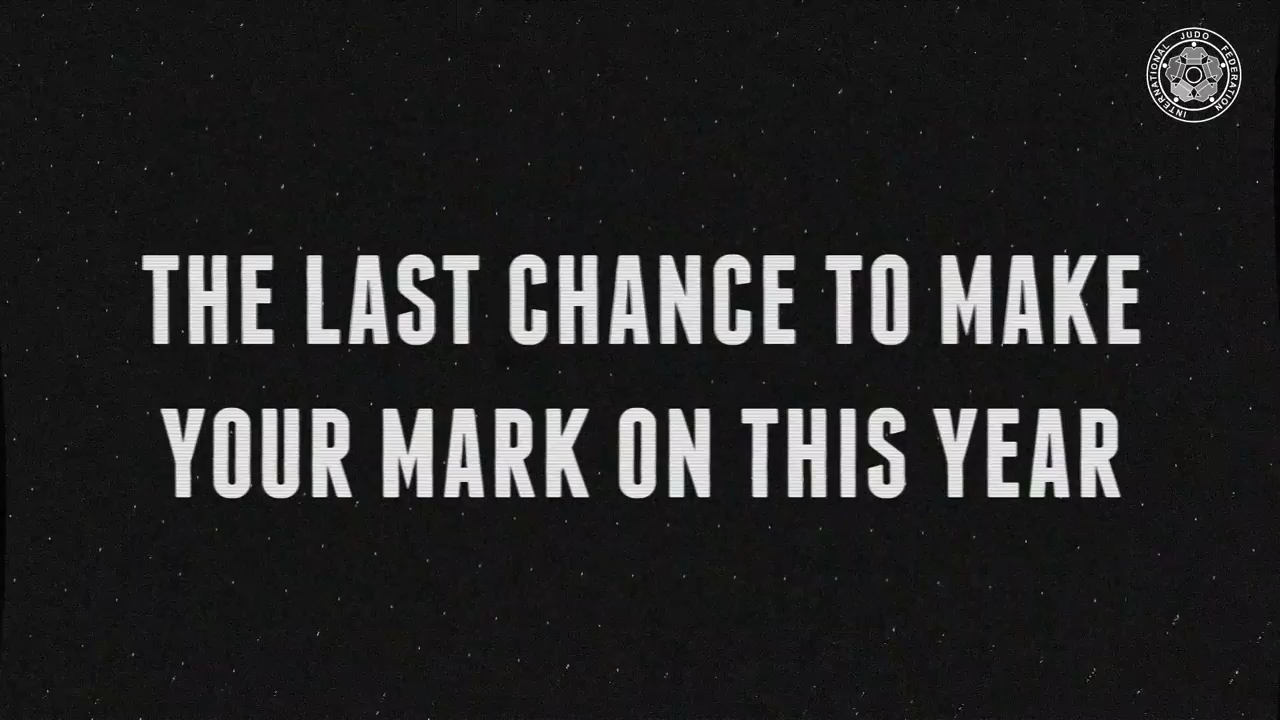 INTERNATIONAL JUDO FEDERATION
THE LAST CHANCE TO MAKE
YOUR MARK ON THIS YEAR